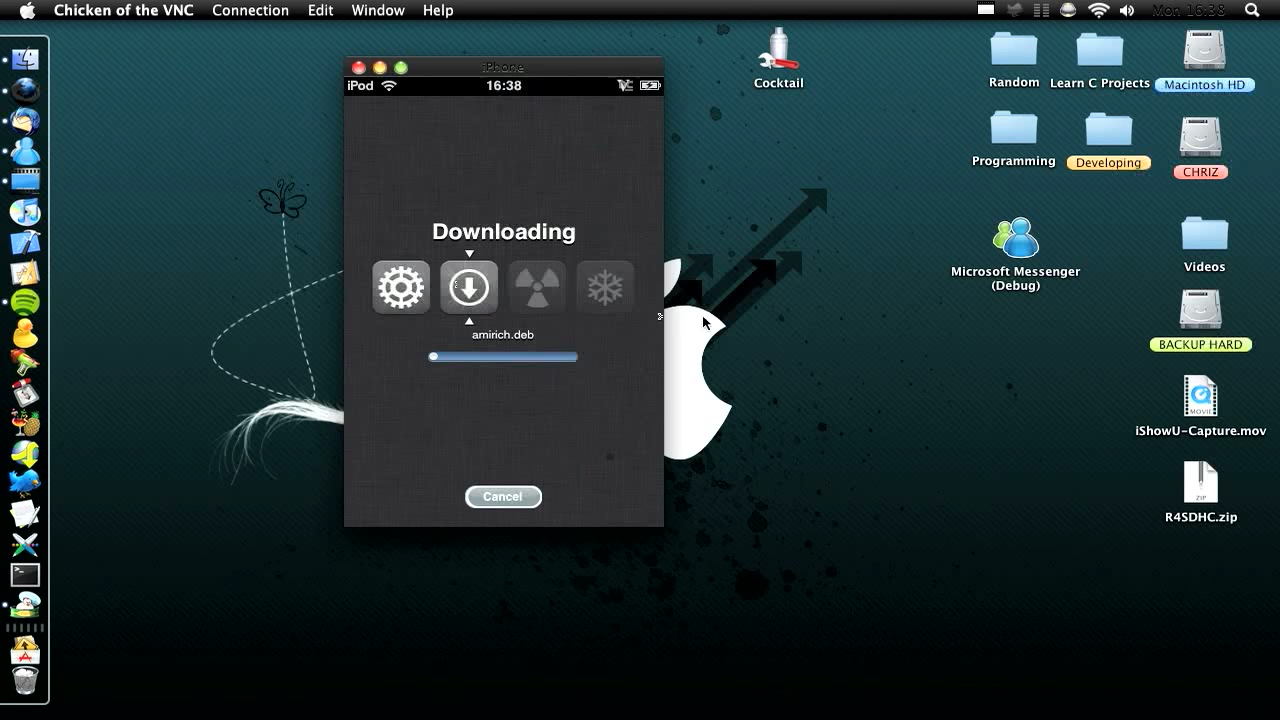 Chicken of the VNC Connection Edit Window Help Mon 16:38
iPhone
iPod 16:38
Downloading
amirich.deb
Cancel
Cocktail
Random
Learn C Projects
Macintosh HD
Programming
Developing
CHRIZ
Microsoft Messenger
(Debug)
Videos
BACKUP HARD
MOVIE
iShowU-Capture.mov
ZIP
R4SDHC.zip